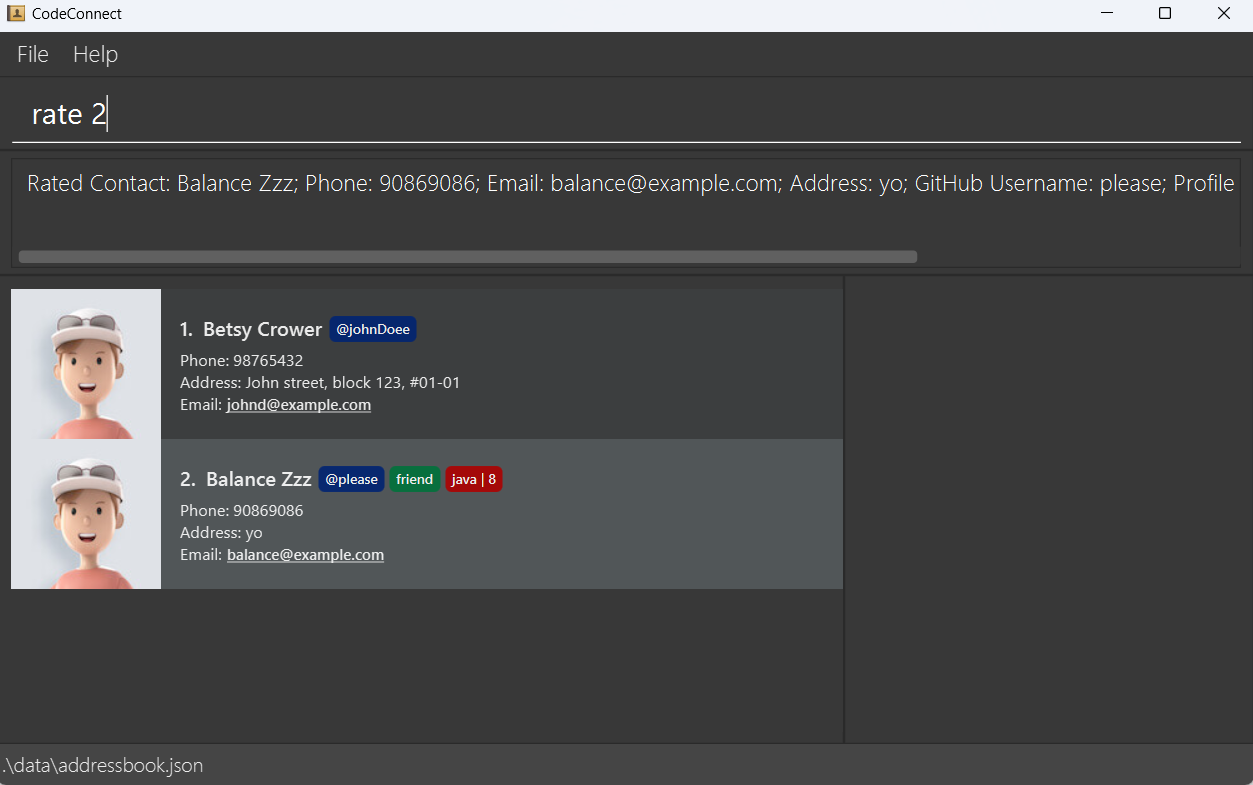 CodeConnect
File Help
rate 2
Rated Contact: Balance Zzz; Phone: 90869086; Email: balance@example.com; Address: yo; GitHub Username: please; Profile
1. Betsy Crower @johnDoee
Phone: 98765432
Address: John street, block 123, #01-01
Email: johnd@example.com
2. Balance Zzz @please friend java | 8
Phone: 90869086
Address: yo
Email: balance@example.com
.\data\addressbook.json